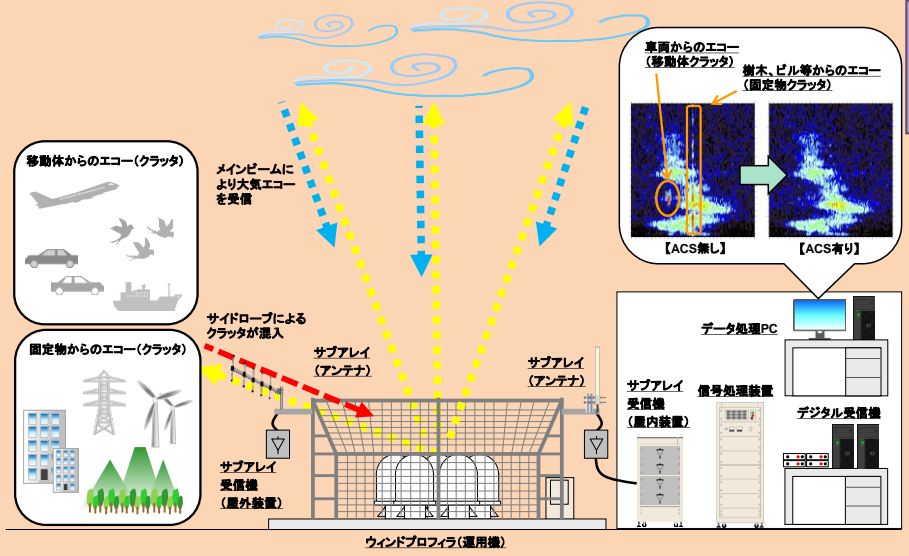 車両からのエコー
(移動体クラッタ)
樹木、ビル等からのエコー
(固定物クラッタ)
【ACS無し】
【ACS有り】
移動体からのエコー(クラッタ)
メインビームに
より大気エコー
を受信
サイドローブによる
クラッタが混入
固定物からのエコー(クラッタ)
サブアレイ
(アンテナ)
サブアレイ
(アンテナ)
サブアレイ
受信機
(屋外装置)
データ処理PC
サブアレイ
受信機
(屋内装置)
信号処理装置
デジタル受信機
ウィンドプロフィラ(運用機)